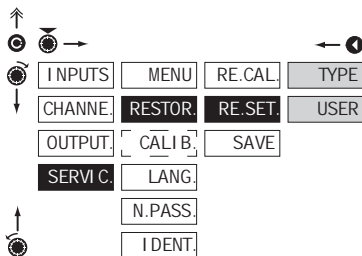 INPUTS MENU RE.CAL. TYPE
CHANNE. RESTOR. RE.SET. USER
OUTPUT. CALIB. SAVE
SERVIC. LANG.
N.PASS.
IDENT.